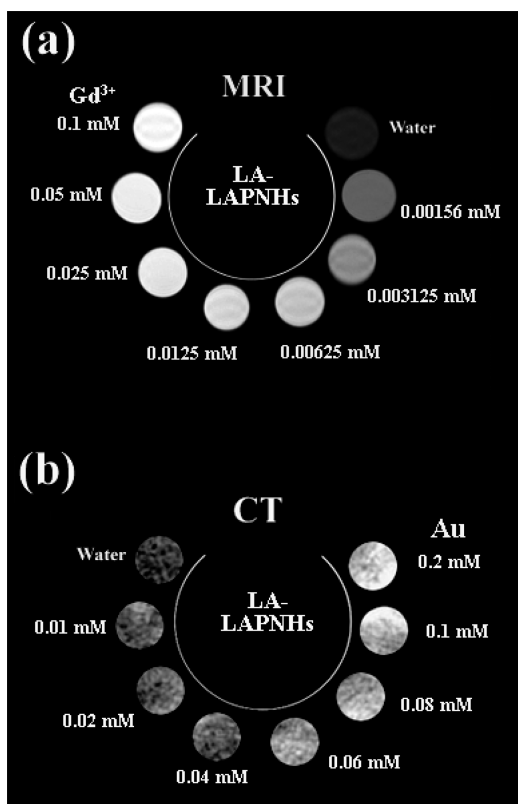 (a)
MRI
Gd³⁺
0.1 mM
Water
LA-
LAPNHs
0.05 mM
0.00156 mM
0.025 mM
0.003125 mM
0.0125 mM
0.00625 mM
(b)
CT
Au
Water
0.2 mM
LA-
LAPNHs
0.01 mM
0.1 mM
0.02 mM
0.08 mM
0.04 mM
0.06 mM